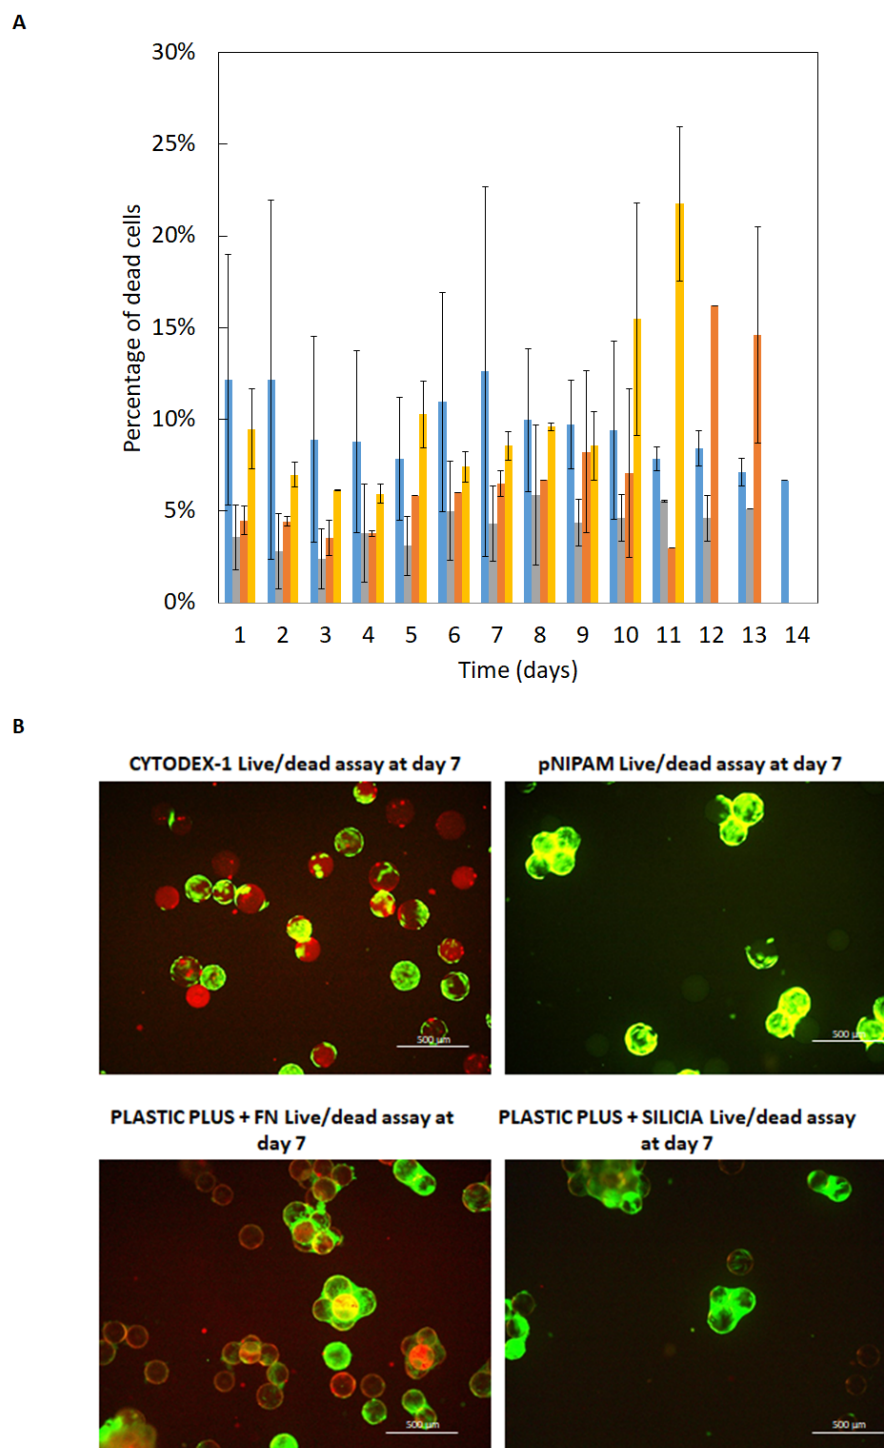 A
30%
25%
20%
15%
10%
5%
0%
Percentage of dead cells
1 2 3 4 5 6 7 8 9 10 11 12 13 14
Time (days)
B
CYTODEX-1 Live/dead assay at day 7
pNIPAM Live/dead assay at day 7
500 µm
500 µm
PLASTIC PLUS + FN Live/dead assay at
day 7
PLASTIC PLUS + SILICIA Live/dead assay
at day 7
500 µm
500 µm